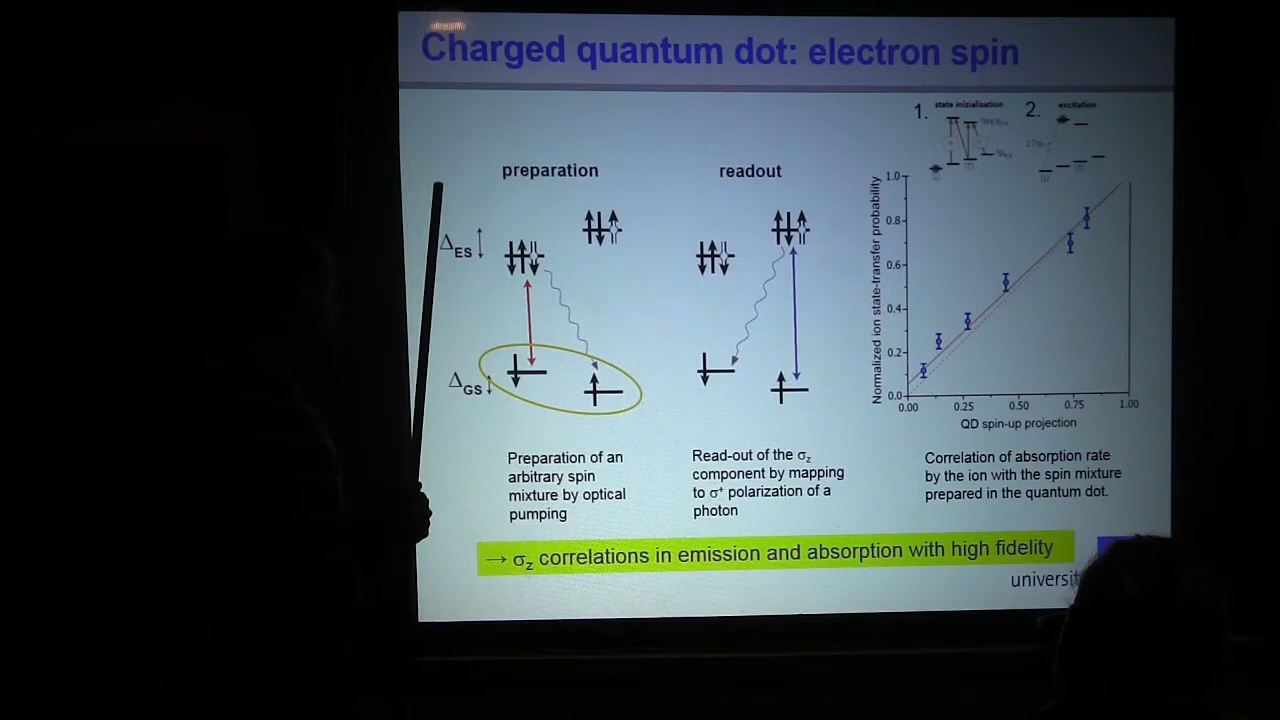 Charged quantum dot: electron spin
1. state inizialisation
2. excitation
preparation
readout
Δ_ES
Δ_GS
Preparation of an
arbitrary spin
mixture by optical
pumping
Read-out of the σ_z
component by mapping
to σ⁺ polarization of a
photon
Normalized ion state-transfer probability
1.0
0.8
0.6
0.4
0.2
0.0
0.00 0.25 0.50 0.75 1.00
QD spin-up projection
Correlation of absorption rate
by the ion with the spin mixture
prepared in the quantum dot.
→ σ_z correlations in emission and absorption with high fidelity